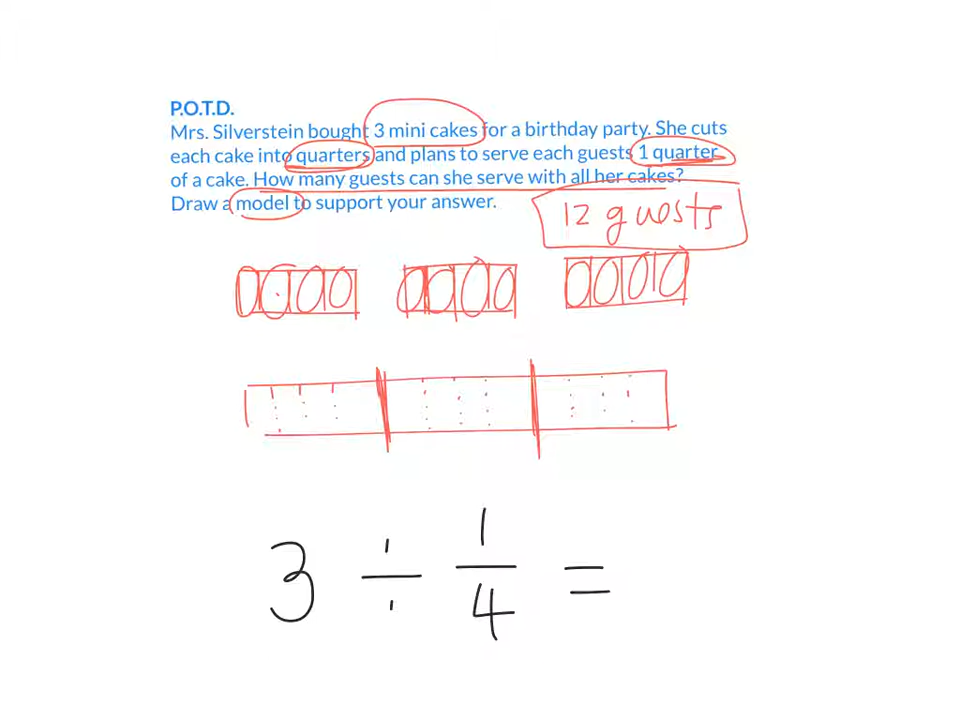 P.O.T.D.
Mrs. Silverstein bought 3 mini cakes for a birthday party. She cuts
each cake into quarters and plans to serve each guests 1 quarter
of a cake. How many guests can she serve with all her cakes?
Draw a model to support your answer.
12 guests
3 ÷ 1/4 =